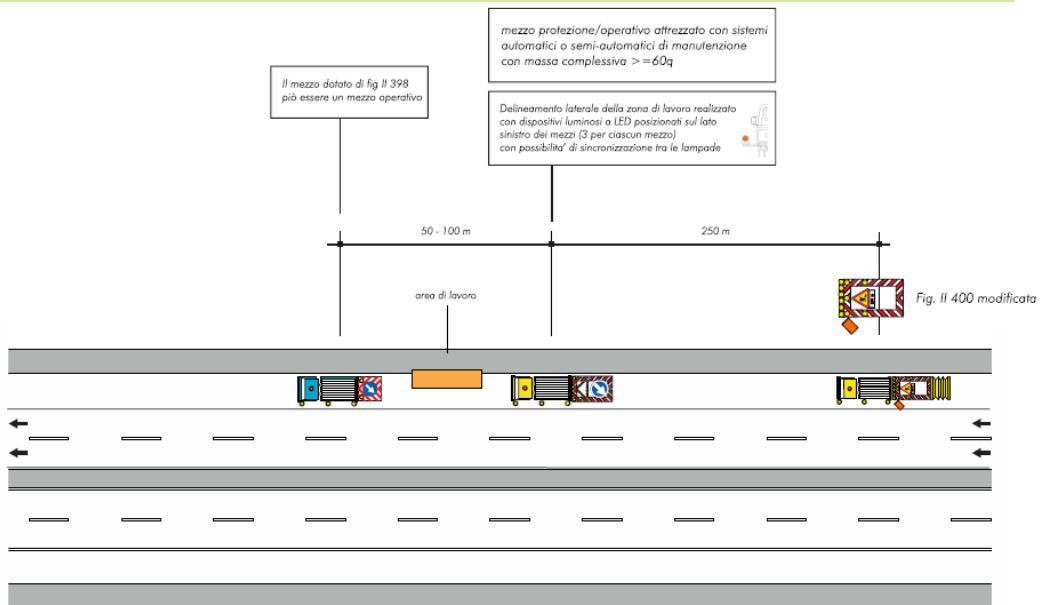 mezzo protezione/operativo attrezzato con sistemi
automatici o semi-automatici di manutenzione
con massa complessiva >=60q
Il mezzo dotato di fig II 398
piò essere un mezzo operativo
Delineamento laterale della zona di lavoro realizzato
con dispositivi luminosi a LED posizionati sul lato
sinistro dei mezzi (3 per ciascun mezzo)
con possibilita' di sincronizzazione tra le lampade
50 - 100 m
250 m
area di lavoro
Fig. II 400 modificata